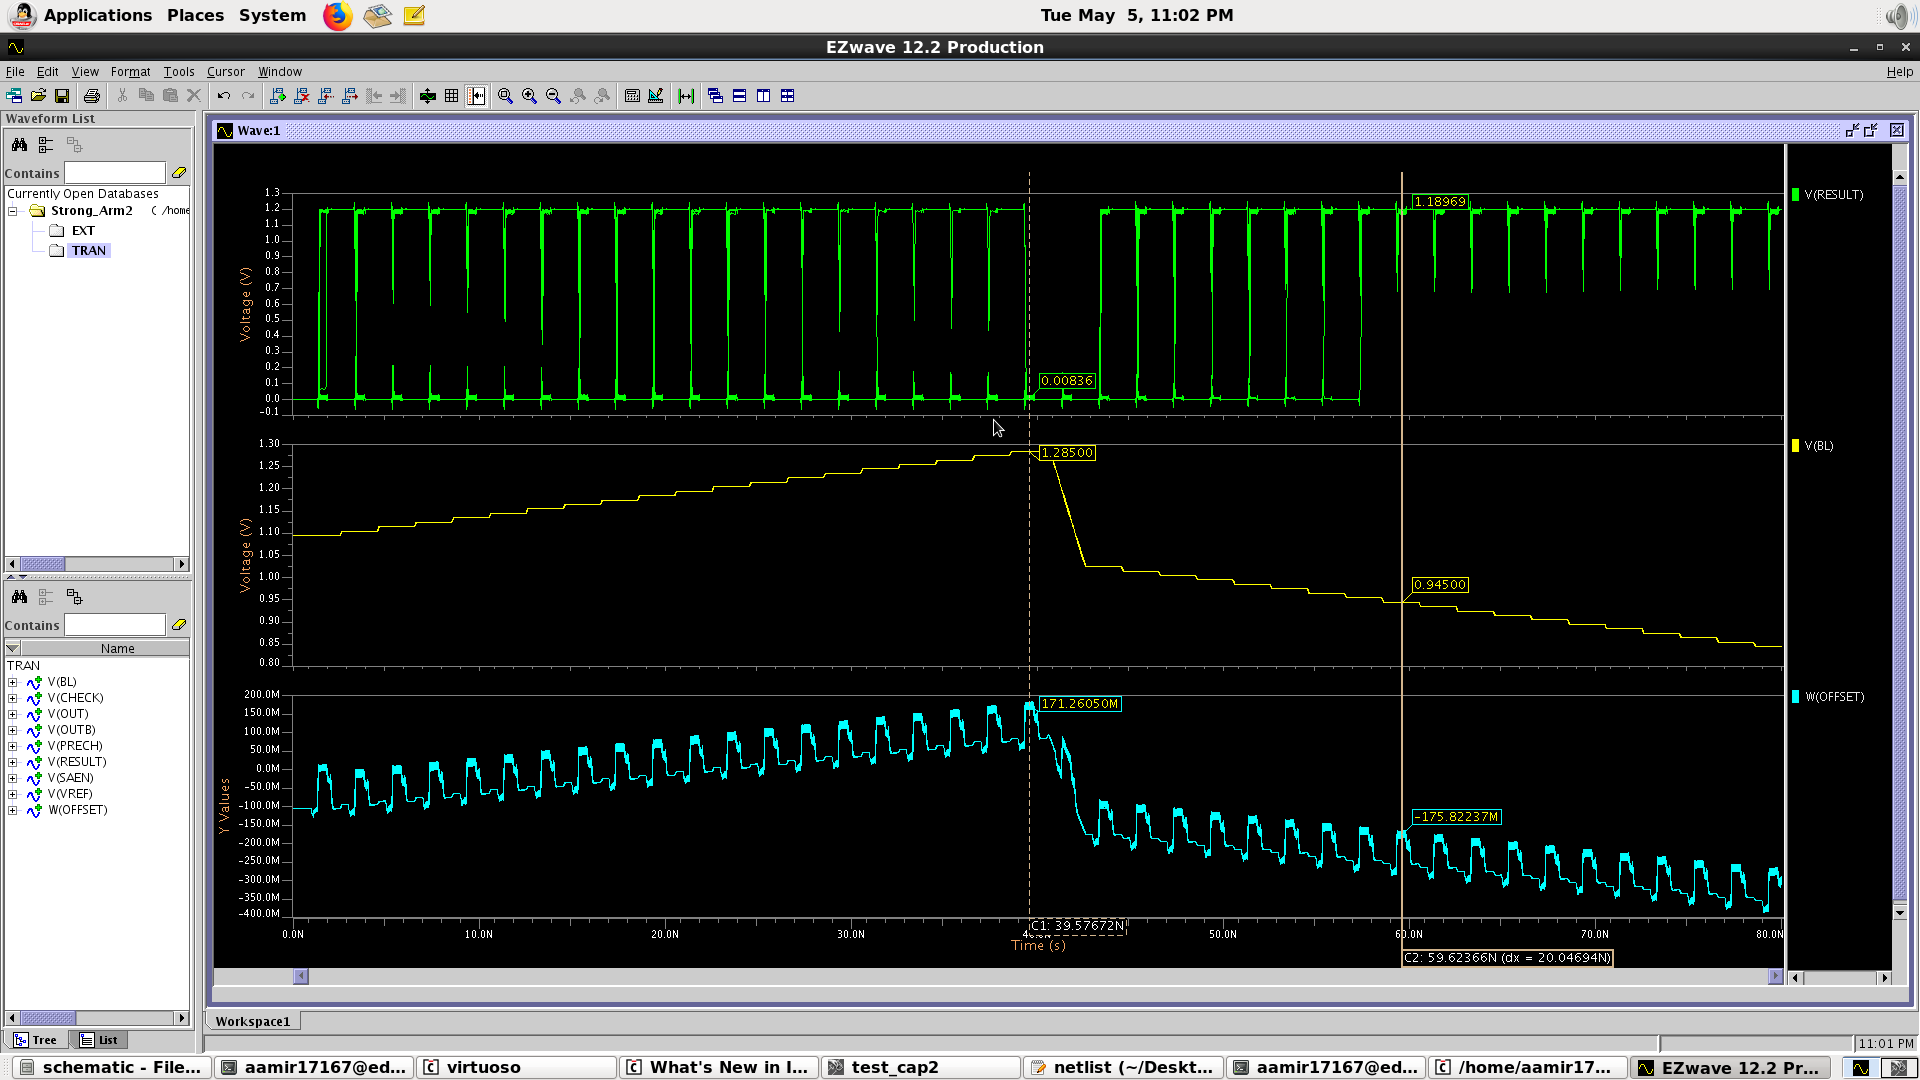 Applications Places System
Tue May 5, 11:02 PM
EZwave 12.2 Production
File Edit View Format Tools Cursor Window Help
Waveform List
Contains
Currently Open Databases
Strong_Arm2 ( /home
EXT
TRAN
Contains
Name
TRAN
V(BL)
V(CHECK)
V(OUT)
V(OUTB)
V(PRECH)
V(RESULT)
V(SAEN)
V(VREF)
W(OFFSET)
Tree List
Wave:1
Voltage (V)
1.3
1.2
1.1
1.0
0.9
0.8
0.7
0.6
0.5
0.4
0.3
0.2
0.1
0.0
-0.1
1.18969
0.00836
V(RESULT)
Voltage (V)
1.30
1.25
1.20
1.15
1.10
1.05
1.00
0.95
0.90
0.85
0.80
1.28500
0.94500
V(BL)
Y Values
200.0M
150.0M
100.0M
50.0M
0.0M
-50.0M
-100.0M
-150.0M
-200.0M
-250.0M
-300.0M
-350.0M
-400.0M
171.26050M
-175.82237M
W(OFFSET)
C1: 39.57672N
0.0N 10.0N 20.0N 30.0N 50.0N 60.0N 70.0N 80.0N
Time (s)
C2: 59.62366N (dx = 20.04694N)
Workspace1
11:01 PM
schematic - File... aamir17167@ed... virtuoso What's New in I... test_cap2 netlist (~/Deskt... aamir17167@ed... /home/aamir17... EZwave 12.2 Pr...